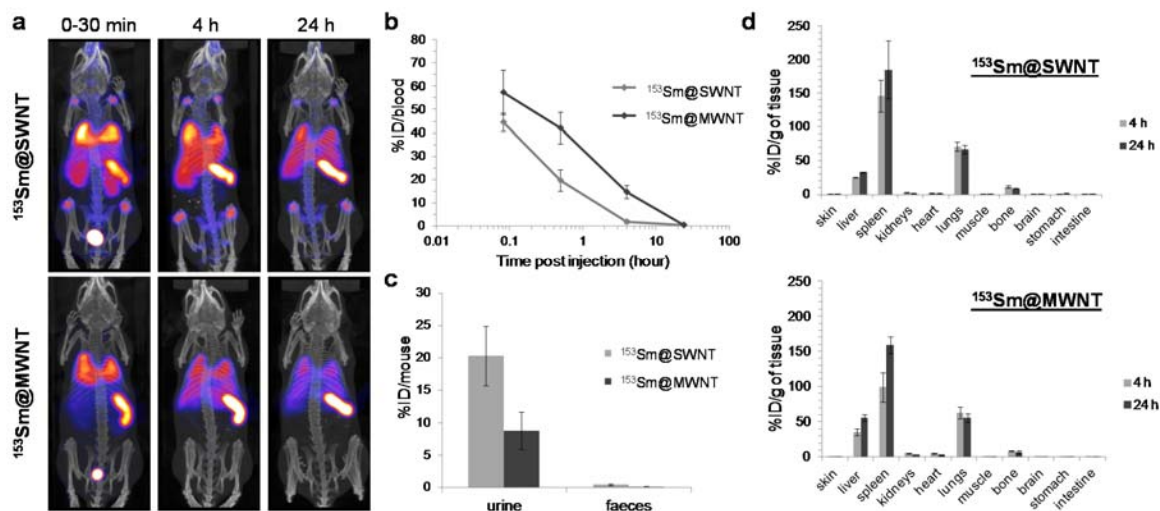 a
0-30 min
4 h
24 h
¹⁵³Sm@SWNT
¹⁵³Sm@MWNT
b
%ID/blood
70
60
50
40
30
20
10
0
0.01
0.1
1
10
100
Time post injection (hour)
¹⁵³Sm@SWNT
¹⁵³Sm@MWNT
c
%ID/mouse
30
25
20
15
10
5
0
urine
faeces
¹⁵³Sm@SWNT
¹⁵³Sm@MWNT
d
¹⁵³Sm@SWNT
%ID/g of tissue
250
200
150
100
50
0
4 h
24 h
skin
liver
spleen
kidneys
heart
lungs
muscle
bone
brain
stomach
intestine
¹⁵³Sm@MWNT
%ID/g of tissue
250
200
150
100
50
0
4 h
24 h
skin
liver
spleen
kidneys
heart
lungs
muscle
bone
brain
stomach
intestine